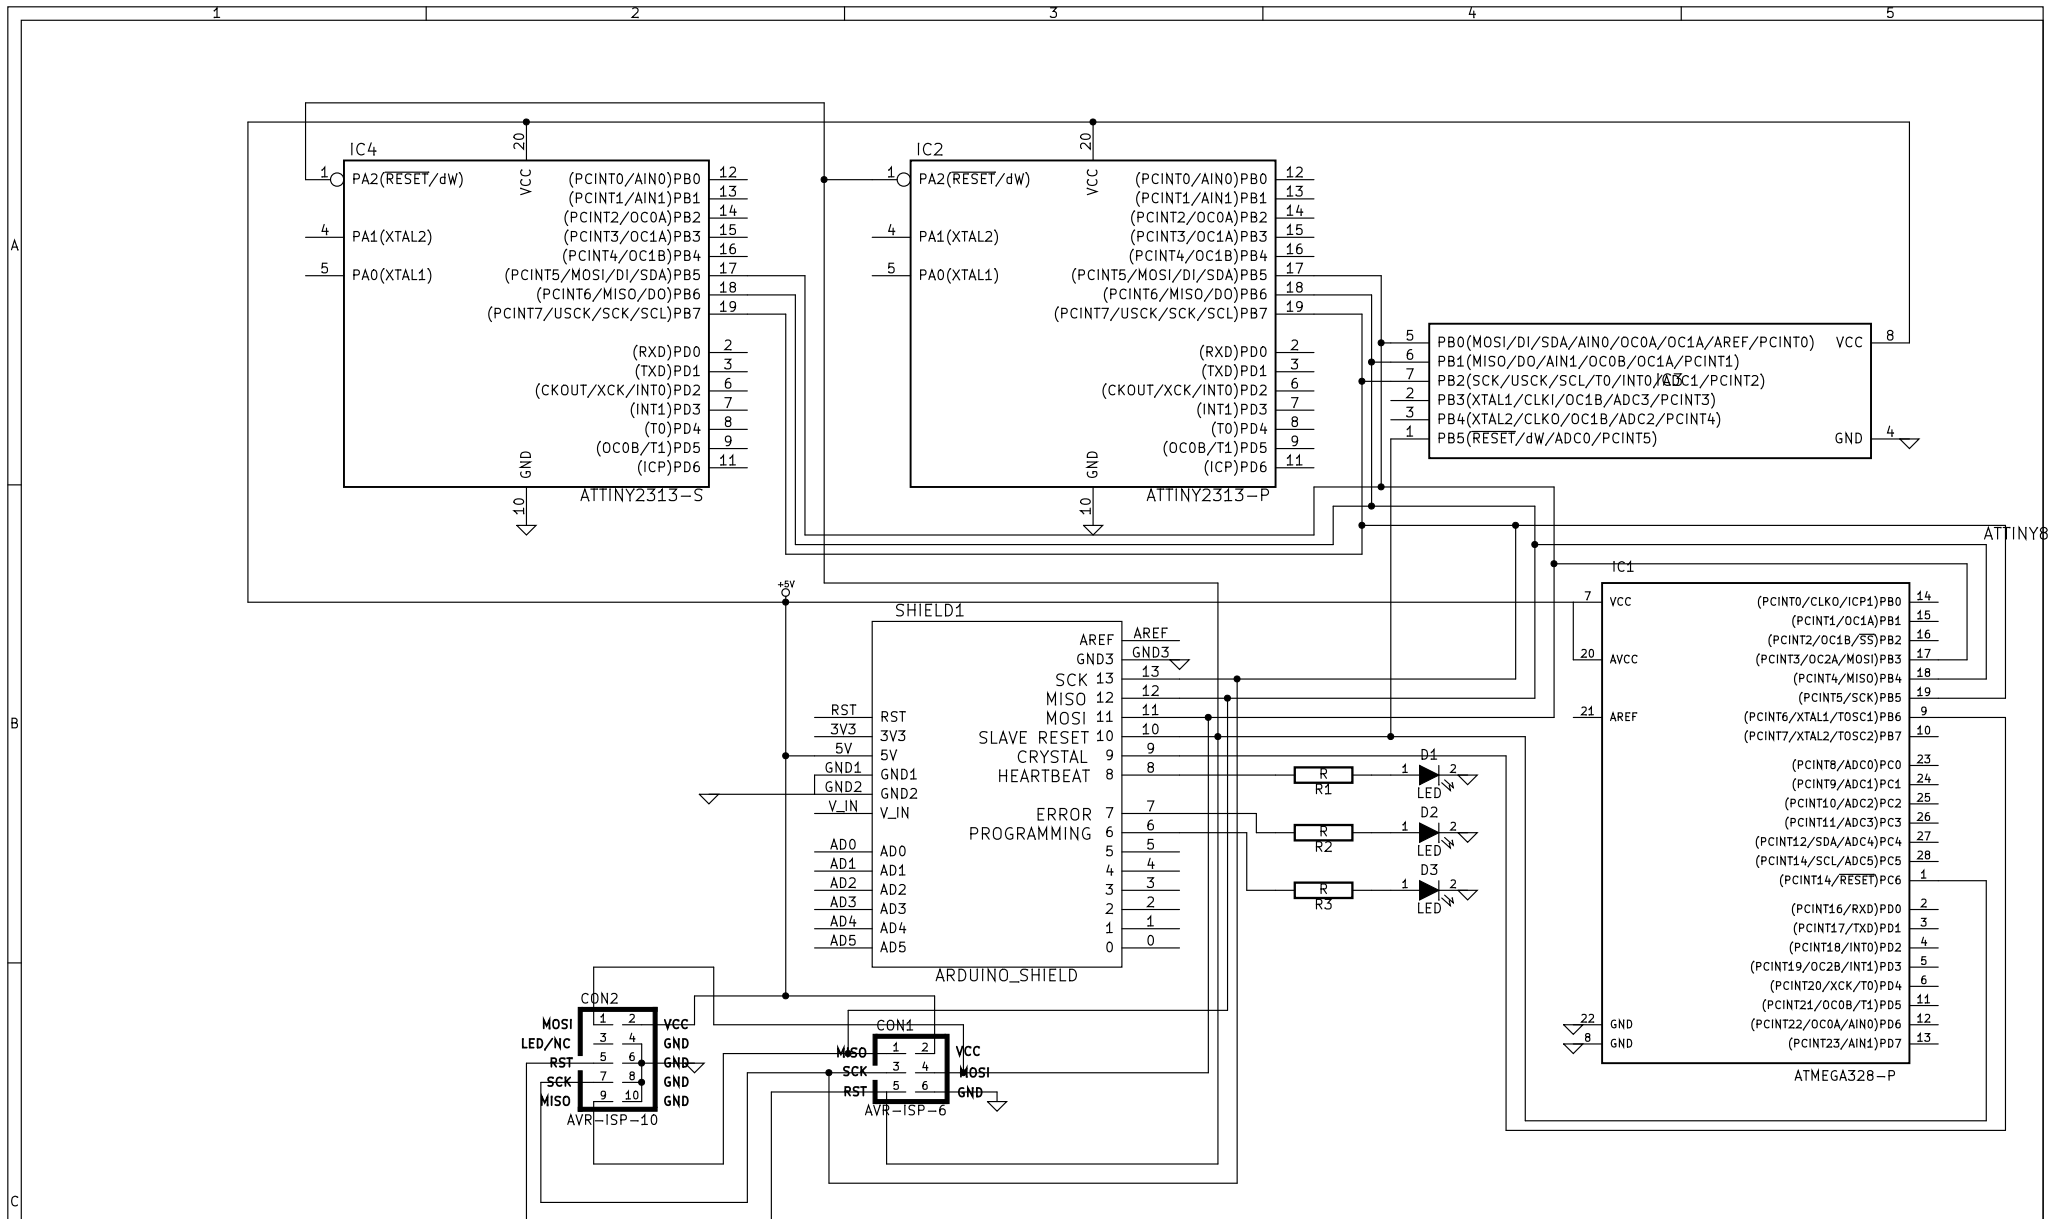 1 2 3 4 5
A
B
C
IC4
1 PA2(RESET/dW)
4 PA1(XTAL2)
5 PA0(XTAL1)
20 VCC
10 GND
(PCINT0/AIN0)PB0 12
(PCINT1/AIN1)PB1 13
(PCINT2/OC0A)PB2 14
(PCINT3/OC1A)PB3 15
(PCINT4/OC1B)PB4 16
(PCINT5/MOSI/DI/SDA)PB5 17
(PCINT6/MISO/DO)PB6 18
(PCINT7/USCK/SCK/SCL)PB7 19
(RXD)PD0 2
(TXD)PD1 3
(CKOUT/XCK/INT0)PD2 6
(INT1)PD3 7
(T0)PD4 8
(OC0B/T1)PD5 9
(ICP)PD6 11
ATTINY2313-S
IC2
1 PA2(RESET/dW)
4 PA1(XTAL2)
5 PA0(XTAL1)
20 VCC
10 GND
(PCINT0/AIN0)PB0 12
(PCINT1/AIN1)PB1 13
(PCINT2/OC0A)PB2 14
(PCINT3/OC1A)PB3 15
(PCINT4/OC1B)PB4 16
(PCINT5/MOSI/DI/SDA)PB5 17
(PCINT6/MISO/DO)PB6 18
(PCINT7/USCK/SCK/SCL)PB7 19
(RXD)PD0 2
(TXD)PD1 3
(CKOUT/XCK/INT0)PD2 6
(INT1)PD3 7
(T0)PD4 8
(OC0B/T1)PD5 9
(ICP)PD6 11
ATTINY2313-P
5 PB0(MOSI/DI/SDA/AIN0/OC0A/OC1A/AREF/PCINT0) VCC 8
6 PB1(MISO/DO/AIN1/OC0B/OC1A/PCINT1)
7 PB2(SCK/USCK/SCL/T0/INT0/ADC1/PCINT2)
IC3
2 PB3(XTAL1/CLKI/OC1B/ADC3/PCINT3)
3 PB4(XTAL2/CLKO/OC1B/ADC2/PCINT4)
1 PB5(RESET/dW/ADC0/PCINT5) GND 4
ATTINY8
+5V
SHIELD1
AREF AREF
GND3 GND3
SCK 13 13
MISO 12 12
MOSI 11 11
SLAVE RESET 10 10
CRYSTAL 9 9
HEARTBEAT 8 8
ERROR 7 7
PROGRAMMING 6 6
5 5
4 4
3 3
2 2
1 1
0 0
RST RST
3V3 3V3
5V 5V
GND1 GND1
GND2 GND2
V_IN V_IN
AD0 AD0
AD1 AD1
AD2 AD2
AD3 AD3
AD4 AD4
AD5 AD5
ARDUINO_SHIELD
R
R1
D1
1 2
LED
R
R2
D2
1 2
LED
R
R3
D3
1 2
LED
IC1
7 VCC
20 AVCC
21 AREF
22 GND
8 GND
(PCINT0/CLKO/ICP1)PB0 14
(PCINT1/OC1A)PB1 15
(PCINT2/OC1B/SS)PB2 16
(PCINT3/OC2A/MOSI)PB3 17
(PCINT4/MISO)PB4 18
(PCINT5/SCK)PB5 19
(PCINT6/XTAL1/TOSC1)PB6 9
(PCINT7/XTAL2/TOSC2)PB7 10
(PCINT8/ADC0)PC0 23
(PCINT9/ADC1)PC1 24
(PCINT10/ADC2)PC2 25
(PCINT11/ADC3)PC3 26
(PCINT12/SDA/ADC4)PC4 27
(PCINT14/SCL/ADC5)PC5 28
(PCINT14/RESET)PC6 1
(PCINT16/RXD)PD0 2
(PCINT17/TXD)PD1 3
(PCINT18/INT0)PD2 4
(PCINT19/OC2B/INT1)PD3 5
(PCINT20/XCK/T0)PD4 6
(PCINT21/OC0B/T1)PD5 11
(PCINT22/OC0A/AIN0)PD6 12
(PCINT23/AIN1)PD7 13
ATMEGA328-P
CON2
MOSI 1 2 VCC
LED/NC 3 4 GND
RST 5 6 GND
SCK 7 8 GND
MISO 9 10 GND
AVR-ISP-10
CON1
MISO 1 2 VCC
SCK 3 4 MOSI
RST 5 6 GND
AVR-ISP-6